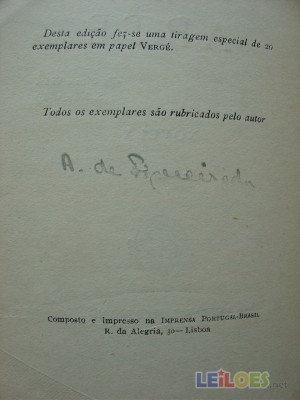 Desta edição fez-se uma tiragem especial de 20
exemplares em papel VERGÉ.
Todos os exemplares são rubricados pelo autor
A. de Figueiredo
Composto e impresso na IMPRENSA PORTUGAL-BRASIL
R. da Alegria, 30—Lisboa
LEILOES.net